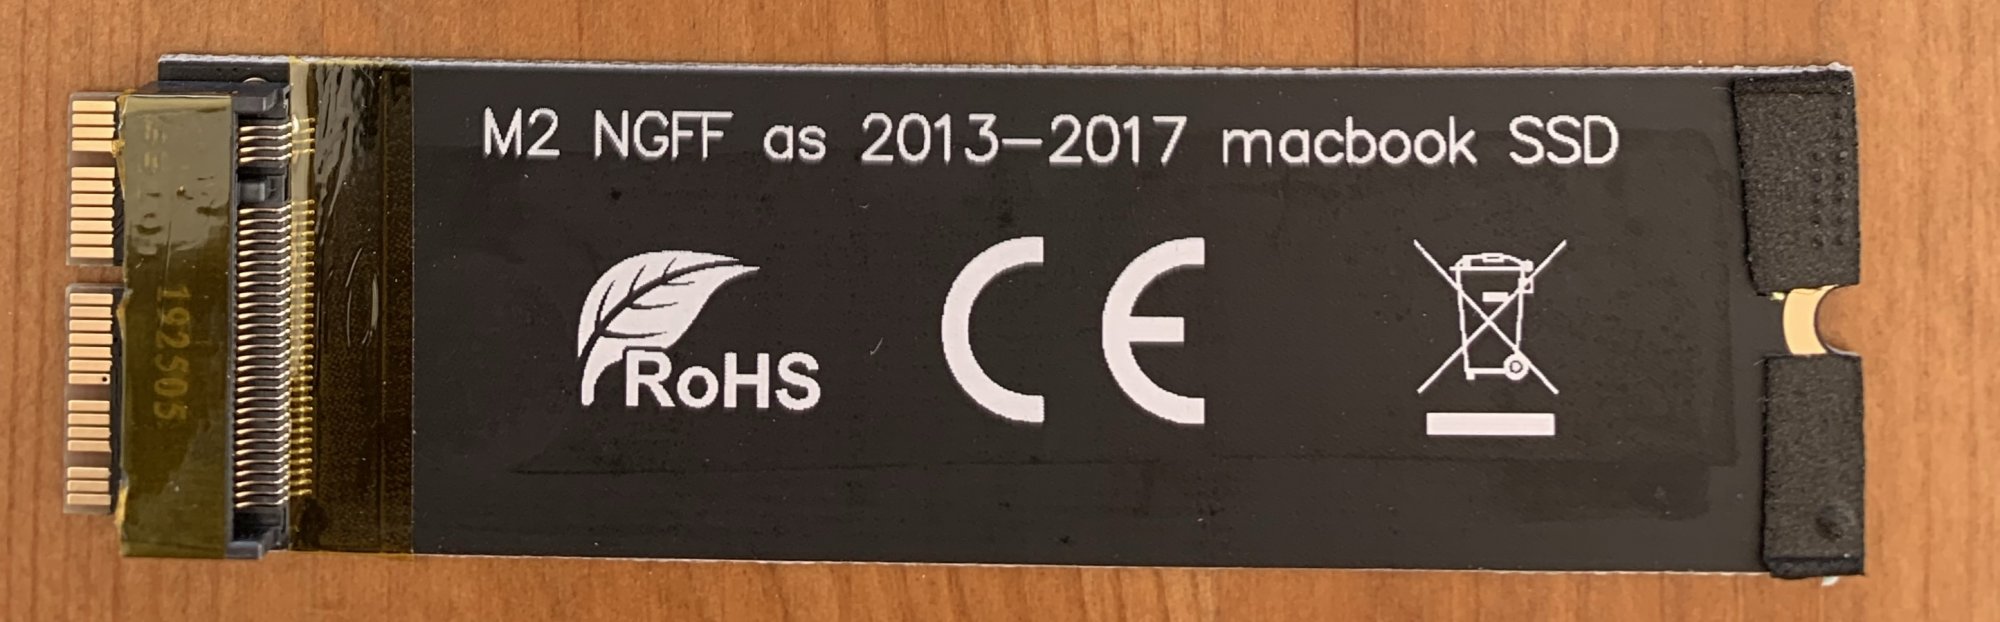 M2 NGFF as 2013-2017 macbook SSD
RoHS
CE
192505